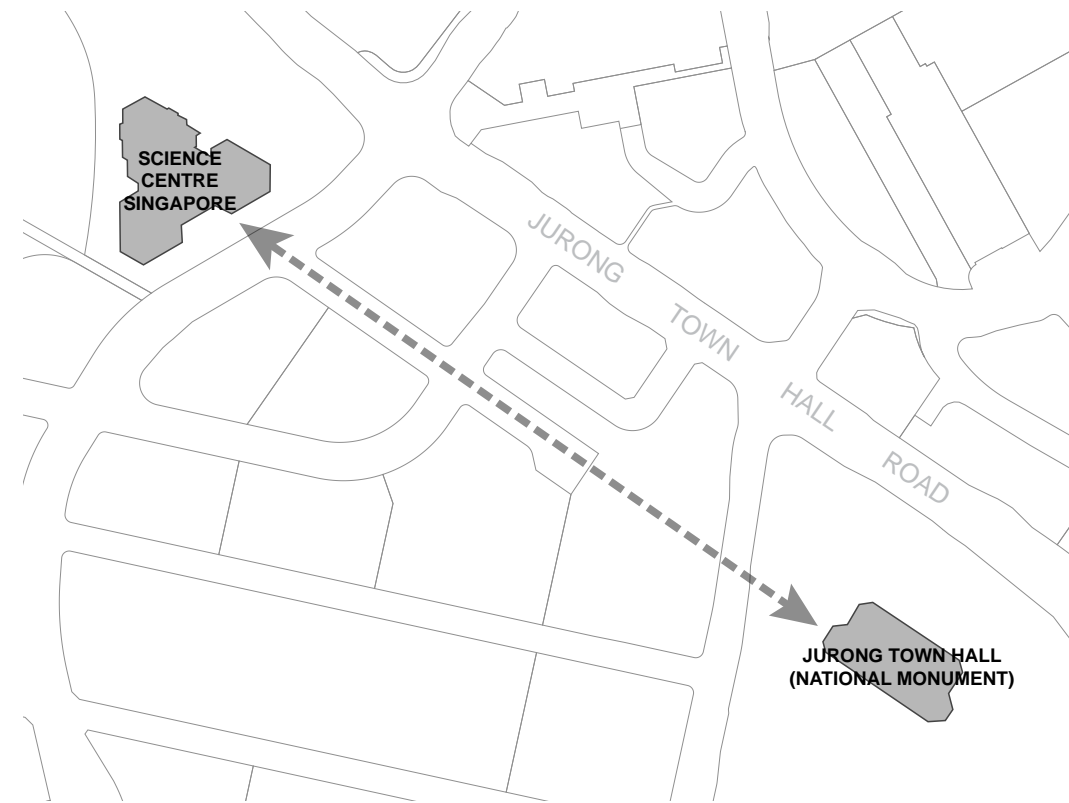 SCIENCE
CENTRE
SINGAPORE
JURONG TOWN HALL ROAD
JURONG TOWN HALL
(NATIONAL MONUMENT)